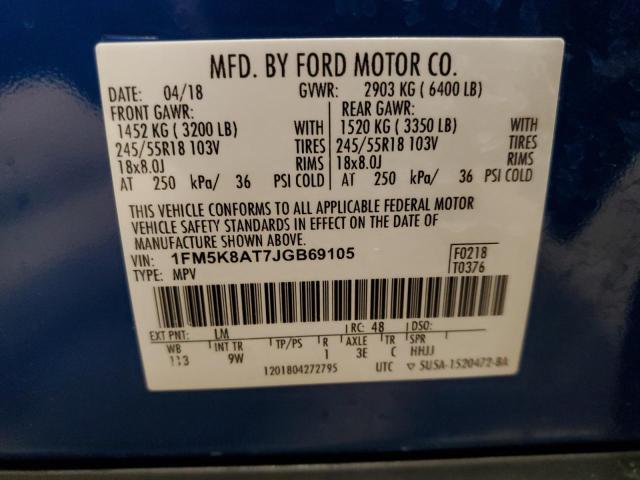 MFD. BY FORD MOTOR CO.
DATE: 04/18 GVWR: 2903 KG ( 6400 LB)
FRONT GAWR: REAR GAWR:
1452 KG ( 3200 LB) WITH 1520 KG ( 3350 LB) WITH
245/55R18 103V TIRES 245/55R18 103V TIRES
18x8.0J RIMS 18x8.0J RIMS
AT 250 kPa/ 36 PSI COLD AT 250 kPa/ 36 PSI COLD
THIS VEHICLE CONFORMS TO ALL APPLICABLE FEDERAL MOTOR
VEHICLE SAFETY STANDARDS IN EFFECT ON THE DATE OF
MANUFACTURE SHOWN ABOVE.
VIN: 1FM5K8AT7JGB69105 F0218
TYPE: MPV T0376
EXT PNT: LM RC: 48 DSO:
WB INT TR TP/PS R AXLE TR SPR
113 9W 1 3E C HHJJ
1201804272795 UTC ▽ 5USA-1520472-BA